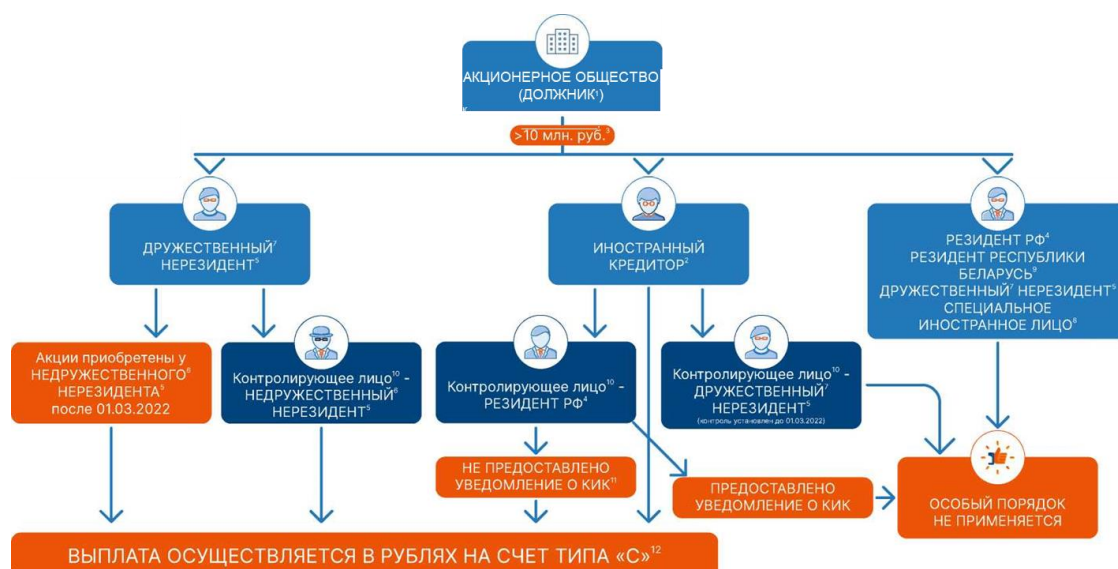 АКЦИОНЕРНОЕ ОБЩЕСТВО
(ДОЛЖНИК¹)
>10 млн. руб.³
ДРУЖЕСТВЕННЫЙ⁷
НЕРЕЗИДЕНТ⁵
ИНОСТРАННЫЙ
КРЕДИТОР²
РЕЗИДЕНТ РФ⁴
РЕЗИДЕНТ РЕСПУБЛИКИ
БЕЛАРУСЬ⁹
ДРУЖЕСТВЕННЫЙ⁷ НЕРЕЗИДЕНТ⁵
СПЕЦИАЛЬНОЕ
ИНОСТРАННОЕ ЛИЦО⁸
Акции приобретены у
НЕДРУЖЕСТВЕННОГО⁶
НЕРЕЗИДЕНТА⁵
после 01.03.2022
Контролирующее лицо¹⁰ -
НЕДРУЖЕСТВЕННЫЙ⁶
НЕРЕЗИДЕНТ⁵
Контролирующее лицо¹⁰ -
РЕЗИДЕНТ РФ⁴
Контролирующее лицо¹⁰ -
ДРУЖЕСТВЕННЫЙ⁷
НЕРЕЗИДЕНТ⁵
(контроль установлен до 01.03.2022)
НЕ ПРЕДОСТАВЛЕНО
УВЕДОМЛЕНИЕ О КИК¹¹
ПРЕДОСТАВЛЕНО
УВЕДОМЛЕНИЕ О КИК
ОСОБЫЙ ПОРЯДОК
НЕ ПРИМЕНЯЕТСЯ
ВЫПЛАТА ОСУЩЕСТВЛЯЕТСЯ В РУБЛЯХ НА СЧЕТ ТИПА «С»¹²